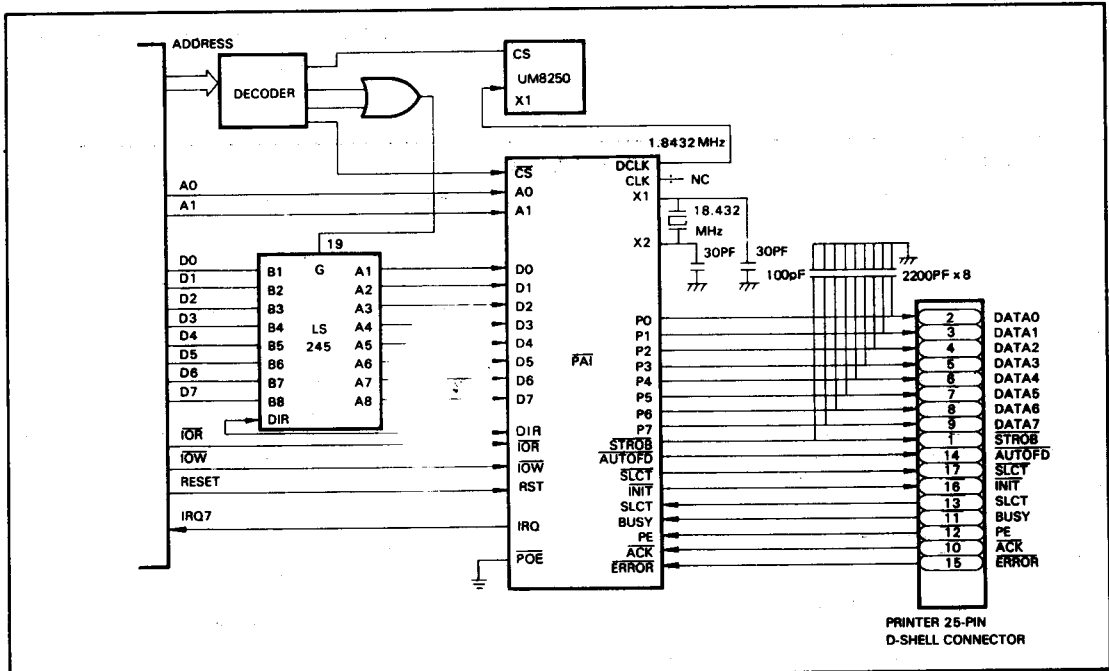 ADDRESS
DECODER
CS
UM8250
X1
1.8432 MHz
A0
A1
D0
D1
D2
D3
D4
D5
D6
D7
IOR
IOW
RESET
IRQ7
19
G
B1
B2
B3
B4
B5
B6
B7
B8
DIR
LS
245
A1
A2
A3
A4
A5
A6
A7
A8
CS
A0
A1
D0
D1
D2
D3
D4
D5
D6
D7
DIR
IOR
IOW
RST
IRQ
POE
PAI
DCLK
CLK
NC
X1
X2
18.432
MHz
30PF
30PF
100pF
2200PF x 8
P0
P1
P2
P3
P4
P5
P6
P7
STROB
AUTOFD
SLCT
INIT
SLCT
BUSY
PE
ACK
ERROR
2 DATA0
3 DATA1
4 DATA2
5 DATA3
6 DATA4
7 DATA5
8 DATA6
9 DATA7
1 STROB
14 AUTOFD
17 SLCT
16 INIT
13 SLCT
11 BUSY
12 PE
10 ACK
15 ERROR
PRINTER 25-PIN
D-SHELL CONNECTOR